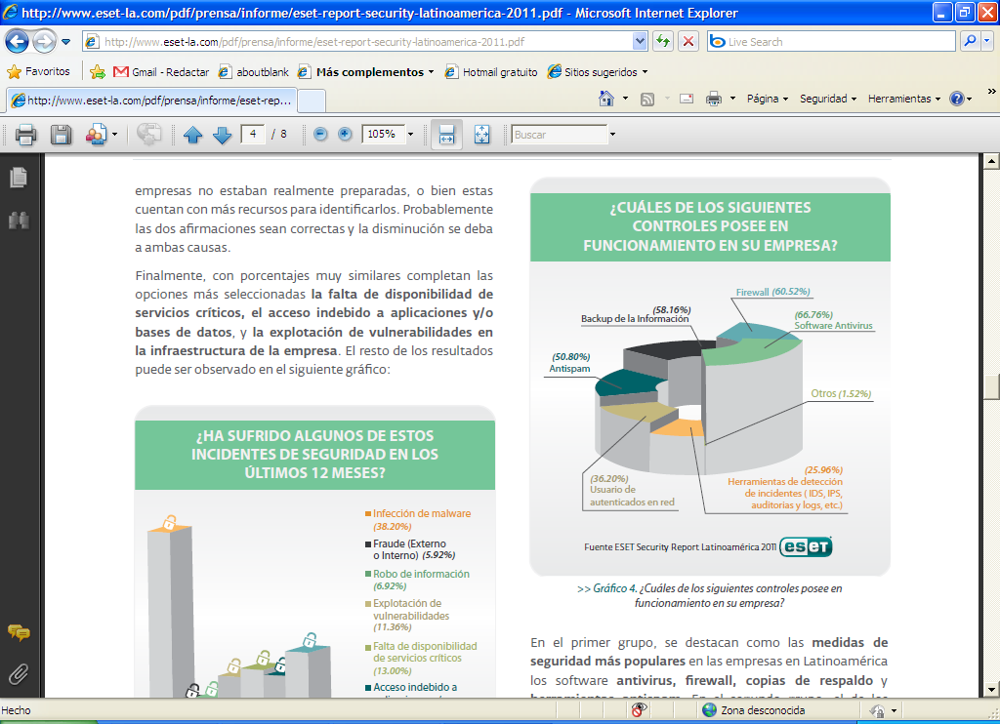 http://www.eset-la.com/pdf/prensa/informe/eset-report-security-latinoamerica-2011.pdf - Microsoft Internet Explorer
http://www.eset-la.com/pdf/prensa/informe/eset-report-security-latinoamerica-2011.pdf
Live Search
Favoritos
Gmail - Redactar
aboutblank
Más complementos
Hotmail gratuito
Sitios sugeridos
http://www.eset-la.com/pdf/prensa/informe/eset-rep...
Página
Seguridad
Herramientas
4 / 8
105%
Buscar
empresas no estaban realmente preparadas, o bien estas
cuentan con más recursos para identificarlos. Probablemente
las dos afirmaciones sean correctas y la disminución se deba
a ambas causas.
Finalmente, con porcentajes muy similares completan las
opciones más seleccionadas la falta de disponibilidad de
servicios críticos, el acceso indebido a aplicaciones y/o
bases de datos, y la explotación de vulnerabilidades en
la infraestructura de la empresa. El resto de los resultados
puede ser observado en el siguiente gráfico:
¿HA SUFRIDO ALGUNOS DE ESTOS
INCIDENTES DE SEGURIDAD EN LOS
ÚLTIMOS 12 MESES?
Infección de malware
(38.20%)
Fraude (Externo
o Interno) (5.92%)
Robo de información
(6.92%)
Explotación de
vulnerabilidades
(11.36%)
Falta de disponibilidad
de servicios críticos
(13.00%)
Acceso indebido a
¿CUÁLES DE LOS SIGUIENTES
CONTROLES POSEE EN
FUNCIONAMIENTO EN SU EMPRESA?
Firewall (60.52%)
(58.16%)
Backup de la Información
(66.76%)
Software Antivirus
(50.80%)
Antispam
Otros (1.52%)
(36.20%)
Usuario de
autenticados en red
(25.96%)
Herramientas de detección
de incidentes ( IDS, IPS,
auditorias y logs, etc.)
Fuente ESET Security Report Latinoamérica 2011 eset
>> Gráfico 4. ¿Cuáles de los siguientes controles posee en
funcionamiento en su empresa?
En el primer grupo, se destacan como las medidas de
seguridad más populares en las empresas en Latinoamérica
los software antivirus, firewall, copias de respaldo y
Hecho
Zona desconocida